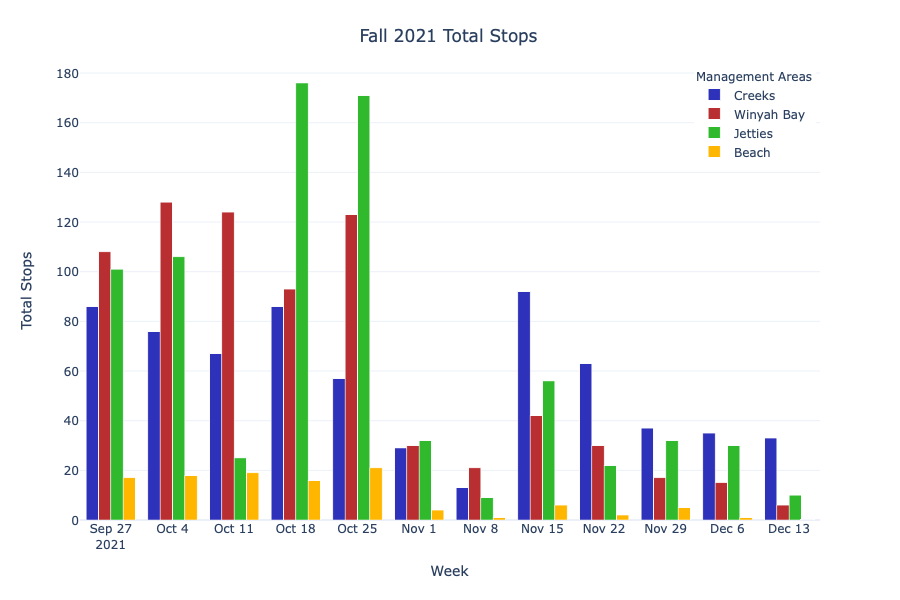 Fall 2021 Total Stops
Management Areas
Creeks
Winyah Bay
Jetties
Beach
180
160
140
120
100
80
60
40
20
0
Total Stops
Sep 27 Oct 4 Oct 11 Oct 18 Oct 25 Nov 1 Nov 8 Nov 15 Nov 22 Nov 29 Dec 6 Dec 13
2021
Week